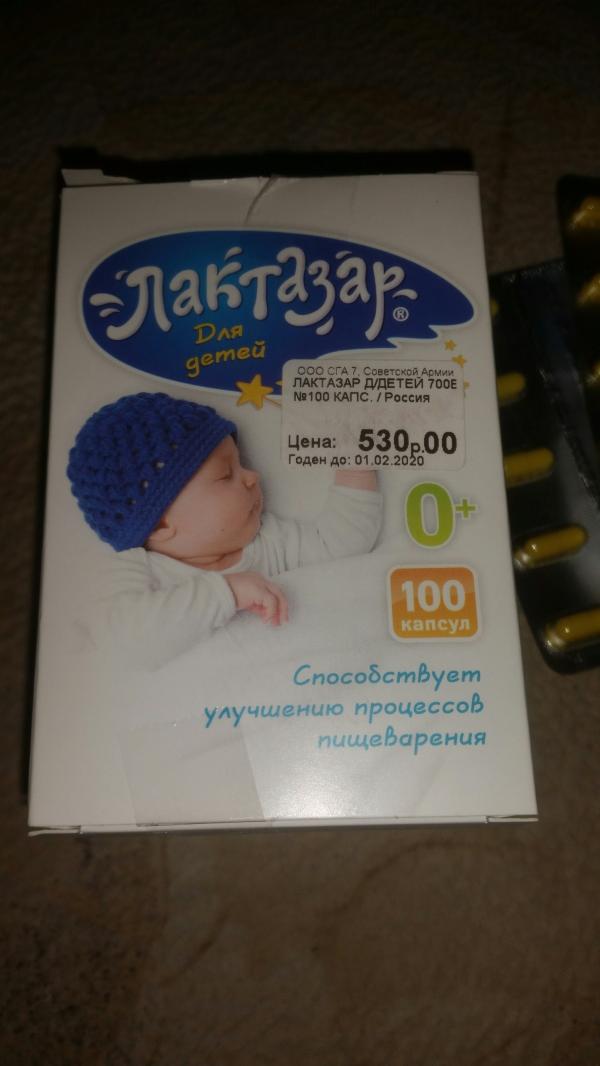 Лактазар®
Для
детей
ООО СГА 7, Советской Армии
ЛАКТАЗАР Д/ДЕТЕЙ 700Е
№100 КАПС. / Россия
Цена: 530р.00
Годен до: 01.02.2020
0+
100
капсул
Способствует
улучшению процессов
пищеварения